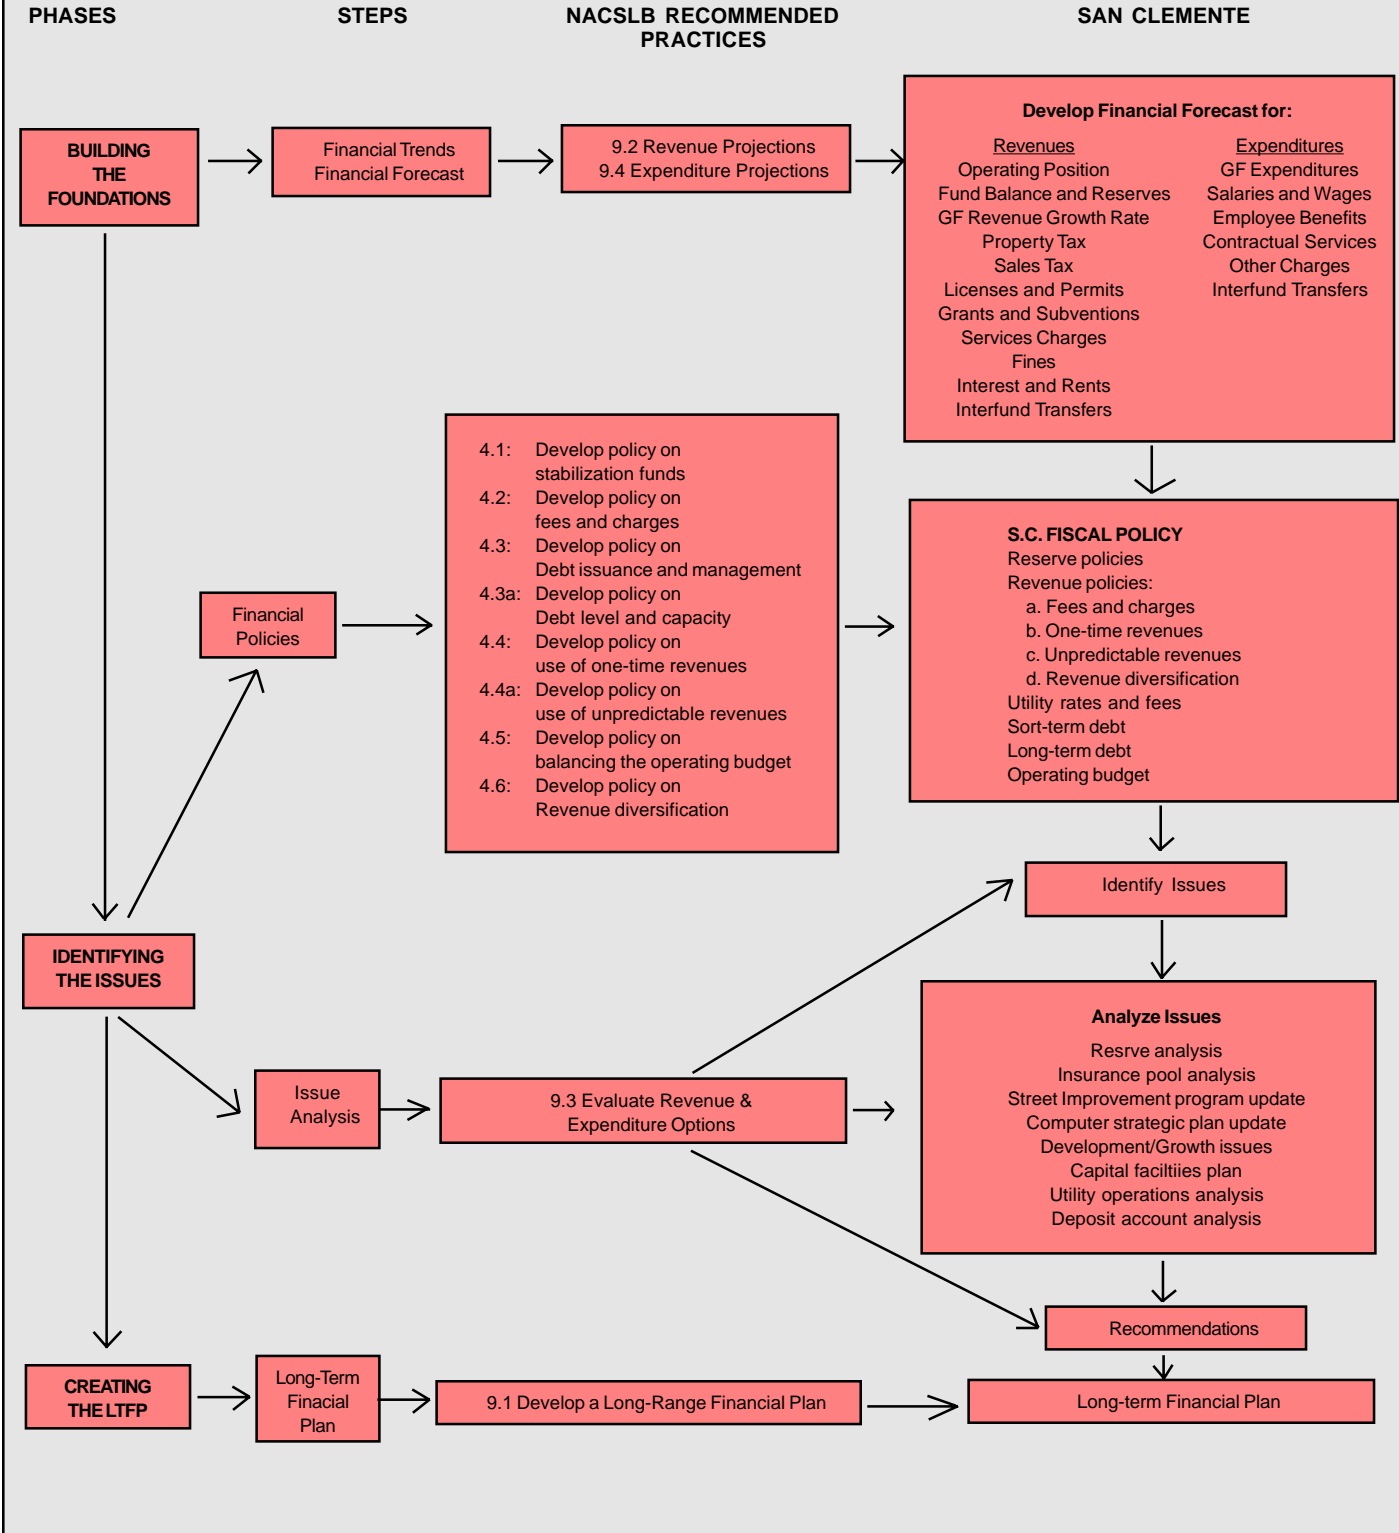 PHASES
STEPS
NACSLB RECOMMENDED
PRACTICES
SAN CLEMENTE
BUILDING
THE
FOUNDATIONS
Financial Trends
Financial Forecast
9.2 Revenue Projections
9.4 Expenditure Projections
Develop Financial Forecast for:
Revenues
Operating Position
Fund Balance and Reserves
GF Revenue Growth Rate
Property Tax
Sales Tax
Licenses and Permits
Grants and Subventions
Services Charges
Fines
Interest and Rents
Interfund Transfers
Expenditures
GF Expenditures
Salaries and Wages
Employee Benefits
Contractual Services
Other Charges
Interfund Transfers
Financial
Policies
4.1: Develop policy on
stabilization funds
4.2: Develop policy on
fees and charges
4.3: Develop policy on
Debt issuance and management
4.3a: Develop policy on
Debt level and capacity
4.4: Develop policy on
use of one-time revenues
4.4a: Develop policy on
use of unpredictable revenues
4.5: Develop policy on
balancing the operating budget
4.6: Develop policy on
Revenue diversification
S.C. FISCAL POLICY
Reserve policies
Revenue policies:
a. Fees and charges
b. One-time revenues
c. Unpredictable revenues
d. Revenue diversification
Utility rates and fees
Sort-term debt
Long-term debt
Operating budget
Identify Issues
IDENTIFYING
THE ISSUES
Issue
Analysis
9.3 Evaluate Revenue &
Expenditure Options
Analyze Issues
Resrve analysis
Insurance pool analysis
Street Improvement program update
Computer strategic plan update
Development/Growth issues
Capital faciltiies plan
Utility operations analysis
Deposit account analysis
Recommendations
CREATING
THE LTFP
Long-Term
Finacial
Plan
9.1 Develop a Long-Range Financial Plan
Long-term Financial Plan